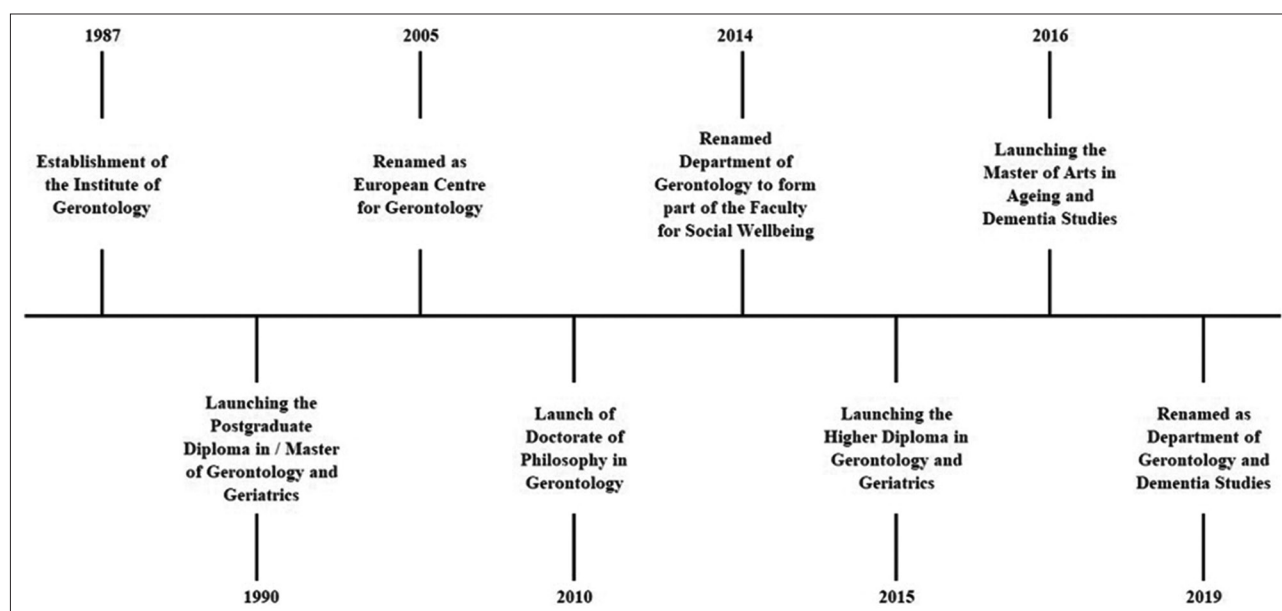 1987
Establishment of
the Institute of
Gerontology
2005
Renamed as
European Centre
for Gerontology
2014
Renamed
Department of
Gerontology to form
part of the Faculty
for Social Wellbeing
2016
Launching the
Master of Arts in
Ageing and
Dementia Studies
Launching the
Postgraduate
Diploma in / Master
of Gerontology and
Geriatrics
1990
Launch of
Doctorate of
Philosophy in
Gerontology
2010
Launching the
Higher Diploma in
Gerontology and
Geriatrics
2015
Renamed as
Department of
Gerontology and
Dementia Studies
2019